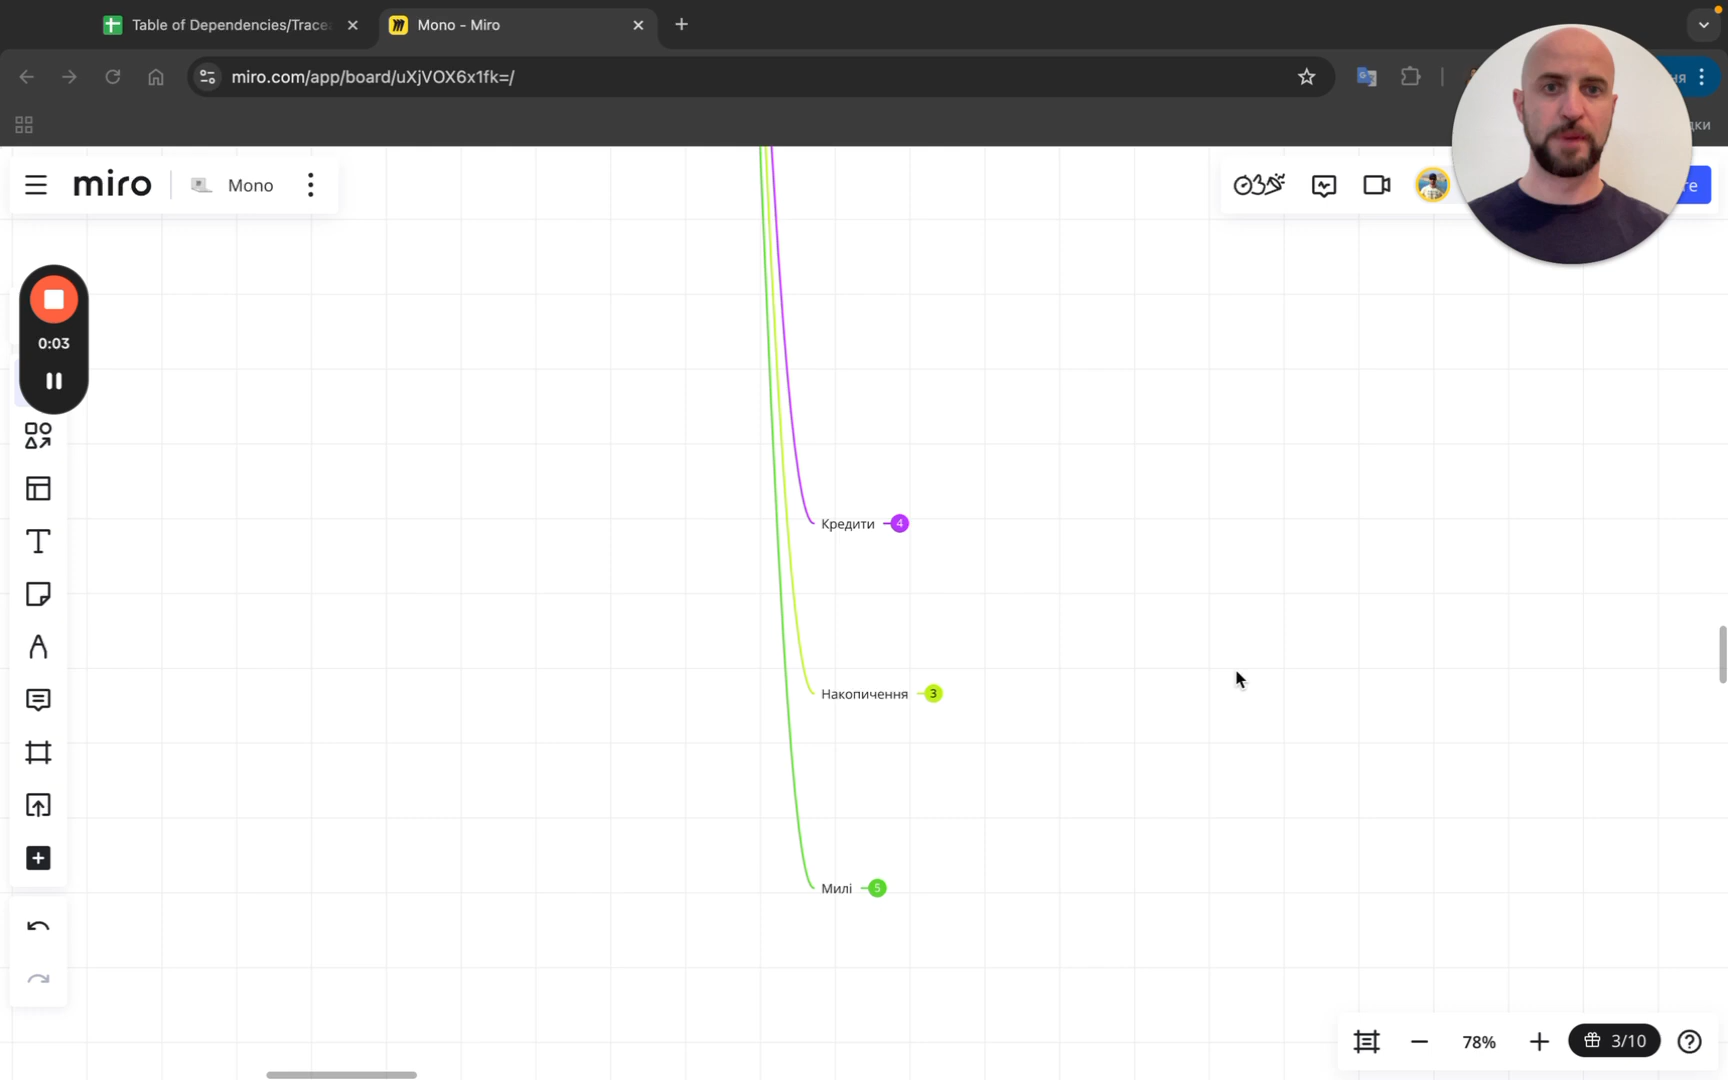 Table of Dependencies/Trace
Mono - Miro
miro.com/app/board/uXjVOX6x1fk=/
miro
Mono
0:03
Кредити
4
Накопичення
3
Милі
5
78%
3/10